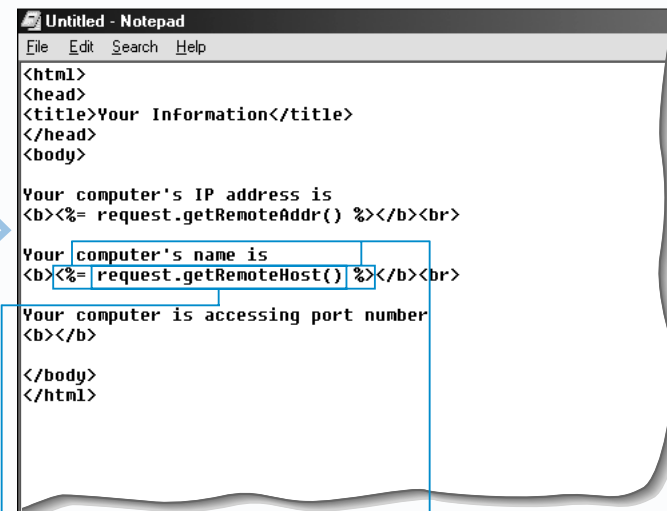 Untitled - Notepad
File Edit Search Help
<html>
<head>
<title>Your Information</title>
</head>
<body>
Your computer's IP address is
<b><%= request.getRemoteAddr() %></b><br>
Your computer's name is
<b><%= request.getRemoteHost() %></b><br>
Your computer is accessing port number
<b></b>
</body>
</html>